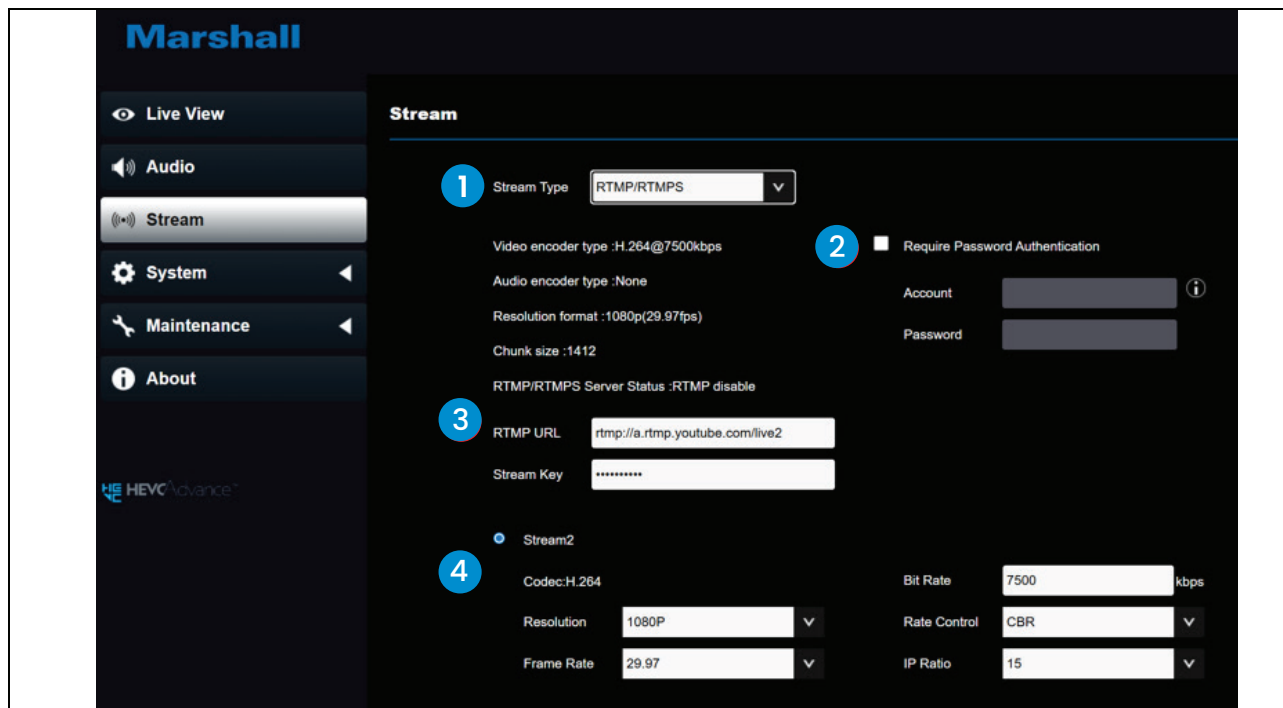 Marshall
Live View
Audio
Stream
System
Maintenance
About
HEVC Advance™
Stream
1
Stream Type RTMP/RTMPS
Video encoder type :H.264@7500kbps
2 Require Password Authentication
Audio encoder type :None
Account
Resolution format :1080p(29.97fps)
Password
Chunk size :1412
RTMP/RTMPS Server Status :RTMP disable
3
RTMP URL rtmp://a.rtmp.youtube.com/live2
Stream Key ••••••••••
Stream2
4
Codec:H.264
Bit Rate 7500 kbps
Resolution 1080P
Rate Control CBR
Frame Rate 29.97
IP Ratio 15